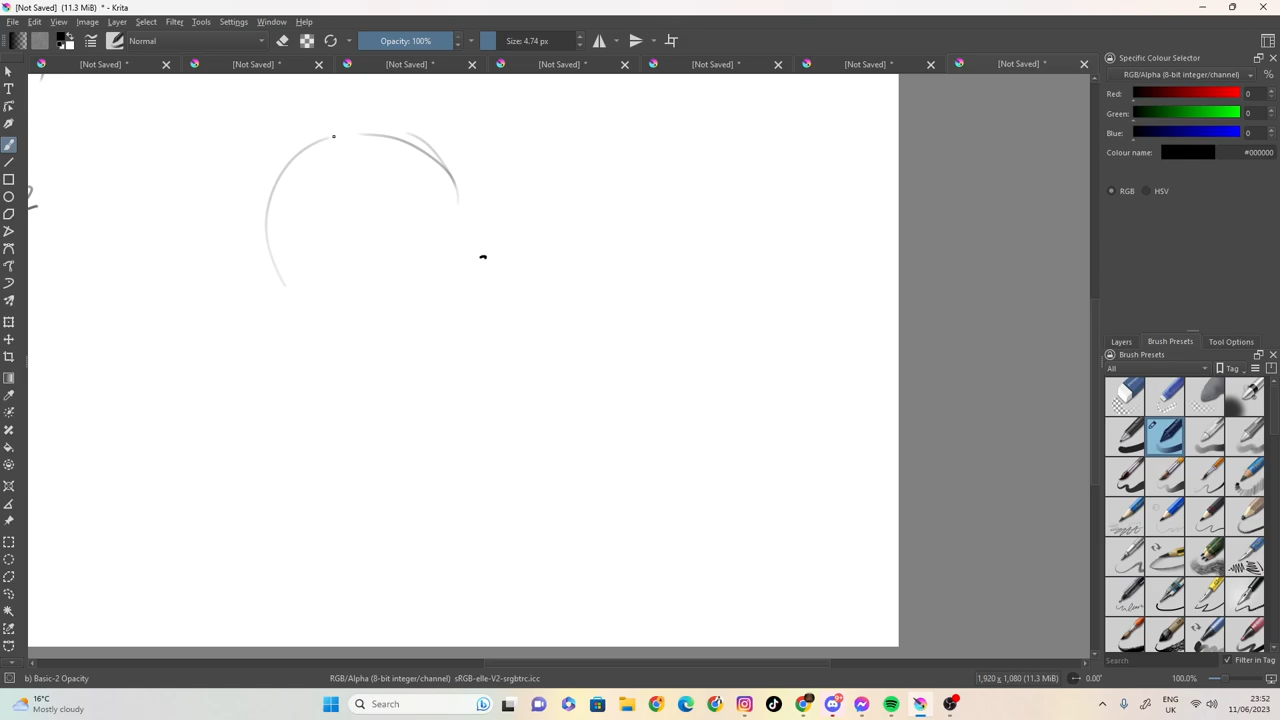 [Not Saved] (11.3 MiB) * - Krita
File Edit View Image Layer Select Filter Tools Settings Window Help
Normal Opacity: 100% Size: 4.74 px
[Not Saved] * [Not Saved] * [Not Saved] * [Not Saved] * [Not Saved] * [Not Saved] * [Not Saved] *
Specific Colour Selector
RGB/Alpha (8-bit integer/channel) %
Red: 0
Green: 0
Blue: 0
Colour name: #000000
RGB HSV
Layers Brush Presets Tool Options
Brush Presets
All Tag
Search Filter in Tag
b) Basic-2 Opacity RGB/Alpha (8-bit integer/channel) sRGB-elle-V2-srgbtrc.icc 1,920 x 1,080 (11.3 MiB) 0.00° 100.0%
16°C
Mostly cloudy
Search
ENG
UK
23:52
11/06/2023